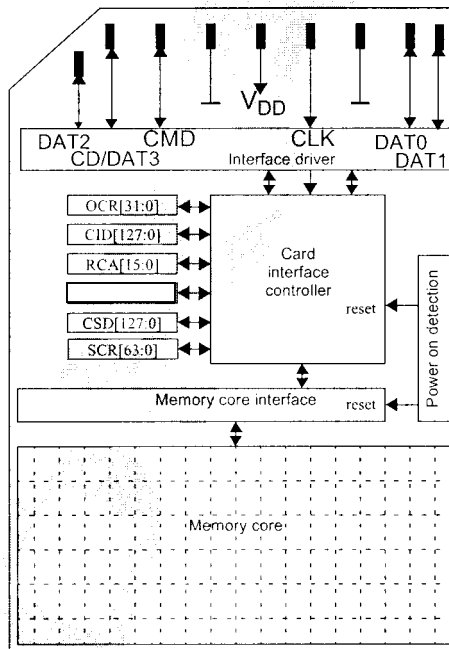 V_DD
DAT2
CMD
CLK
DAT0
CD/DAT3
Interface driver
DAT1
OCR[31:0]
CID[127:0]
RCA[15:0]
CSD[127:0]
SCR[63:0]
Card
interface
controller
reset
Power on detection
Memory core interface
reset
Memory core